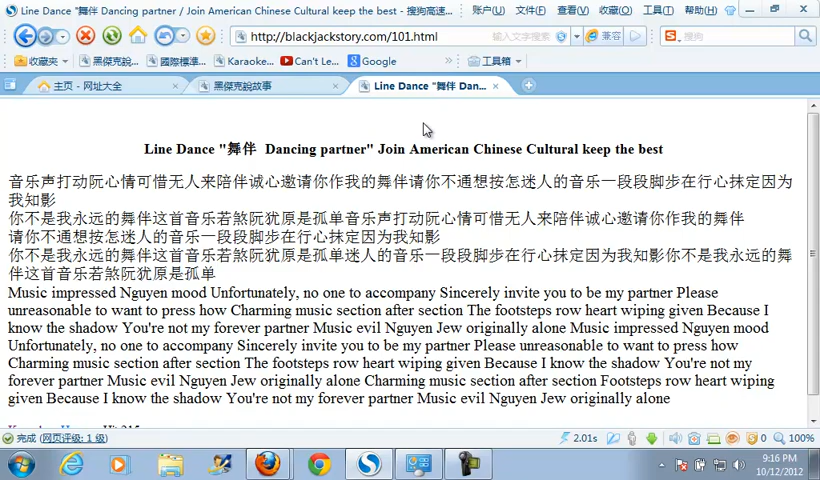 Line Dance "舞伴 Dancing partner / Join American Chinese Cultural keep the best - 搜狗高速...
账户(U) 文件(F) 查看(V) 收藏(O) 工具(T) 帮助(H)
http://blackjackstory.com/101.html
输入文字搜索
兼容
搜狗
收藏夹
黑傑克說...
國際標準...
Karaoke...
Can't Le...
Google
工具箱
主页 - 网址大全
黑傑克說故事
Line Dance "舞伴 Dan...
Line Dance "舞伴 Dancing partner" Join American Chinese Cultural keep the best
音乐声打动阮心情可惜无人来陪伴诚心邀请你作我的舞伴请你不通想按怎迷人的音乐一段段脚步在行心抹定因为
我知影
你不是我永远的舞伴这首音乐若煞阮犹原是孤单音乐声打动阮心情可惜无人来陪伴诚心邀请你作我的舞伴
请你不通想按怎迷人的音乐一段段脚步在行心抹定因为我知影
你不是我永远的舞伴这首音乐若煞阮犹原是孤单迷人的音乐一段段脚步在行心抹定因为我知影你不是我永远的舞
伴这首音乐若煞阮犹原是孤单
Music impressed Nguyen mood Unfortunately, no one to accompany Sincerely invite you to be my partner Please
unreasonable to want to press how Charming music section after section The footsteps row heart wiping given Because I
know the shadow You're not my forever partner Music evil Nguyen Jew originally alone Music impressed Nguyen mood
Unfortunately, no one to accompany Sincerely invite you to be my partner Please unreasonable to want to press how
Charming music section after section The footsteps row heart wiping given Because I know the shadow You're not my
forever partner Music evil Nguyen Jew originally alone Charming music section after section Footsteps row heart wiping
given Because I know the shadow You're not my forever partner Music evil Nguyen Jew originally alone
完成 (网页评级: 1 级)
2.01s
0
100%
9:16 PM
10/12/2012